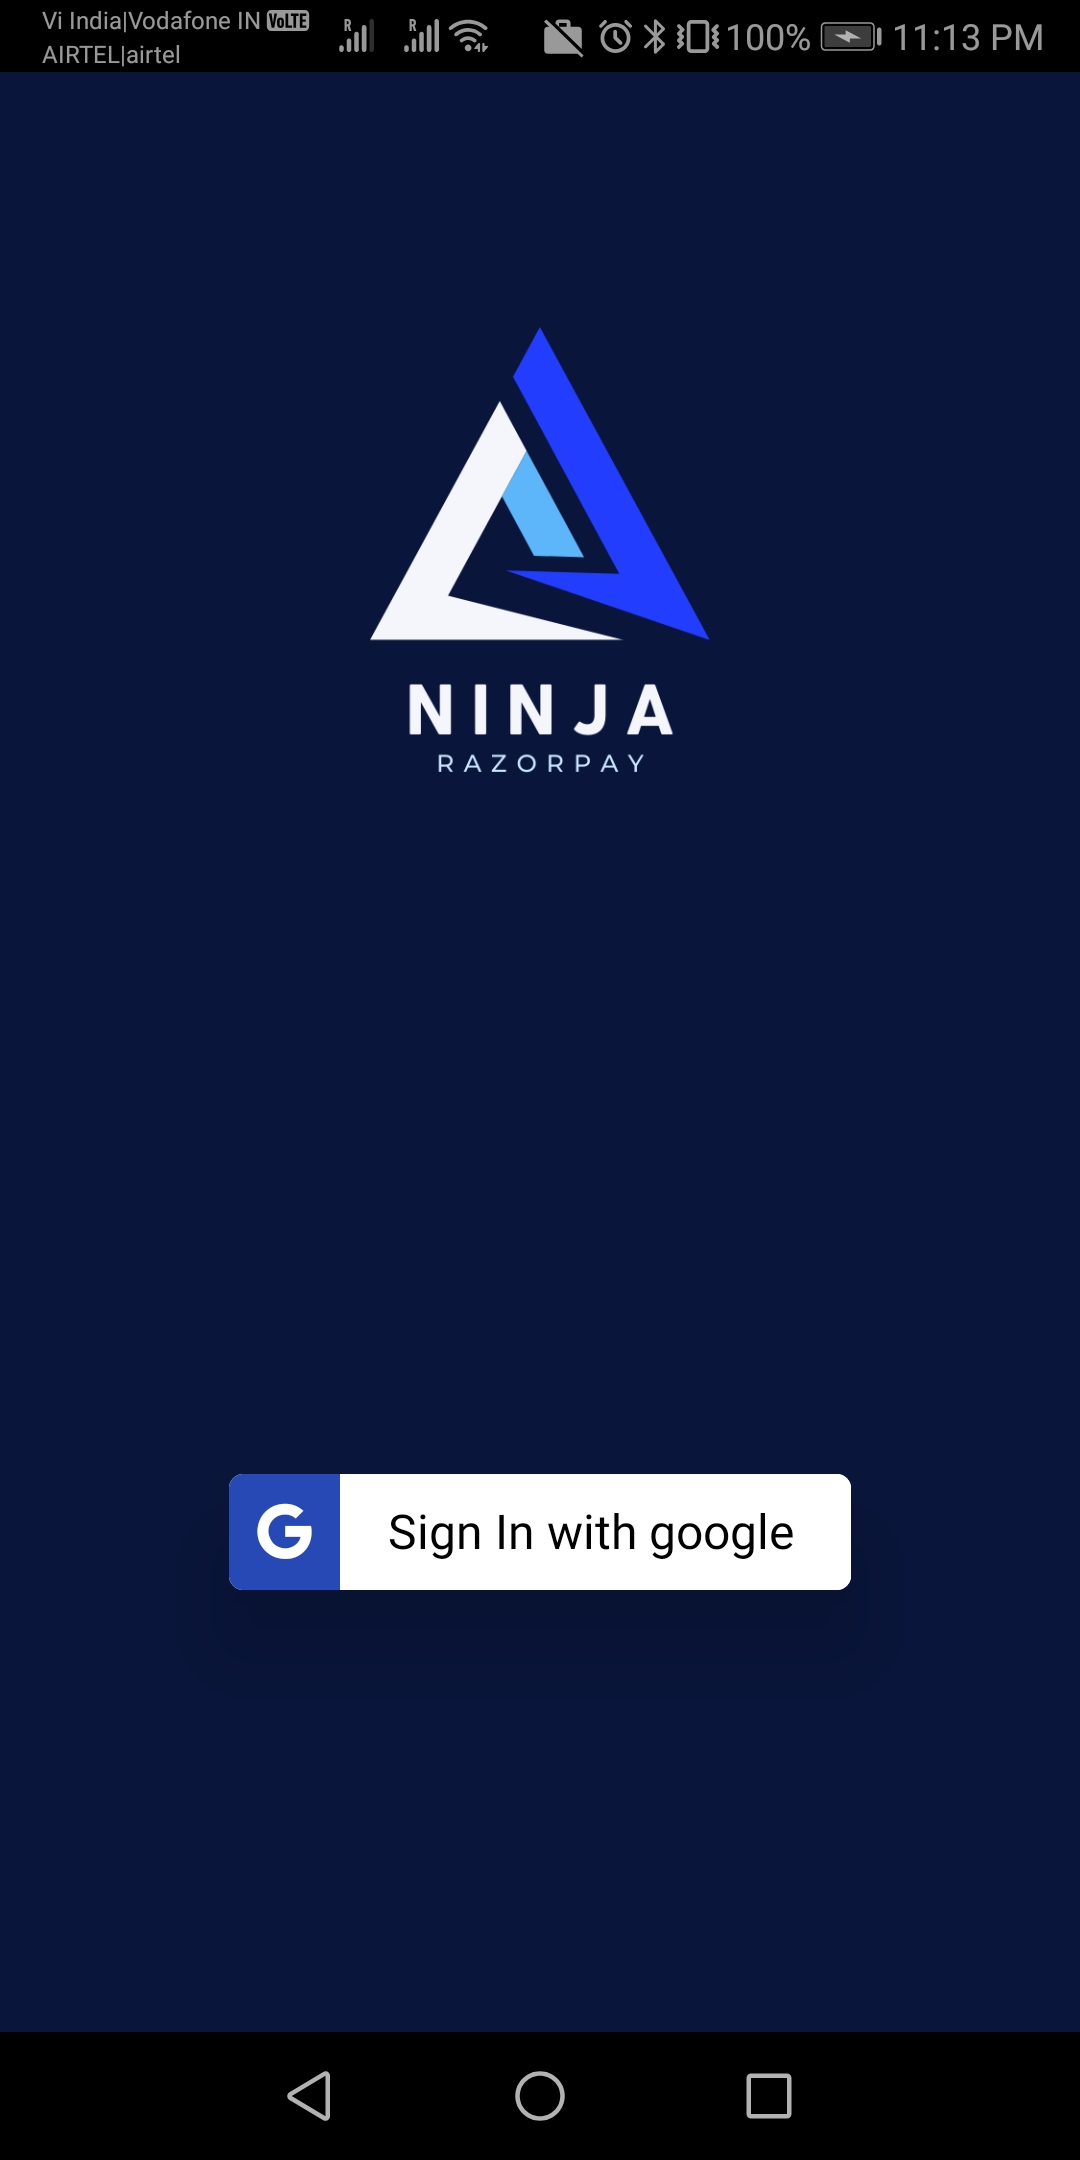 Vi India|Vodafone IN VoLTE
AIRTEL|airtel
R R 100% 11:13 PM
NINJA
RAZORPAY
G Sign In with google